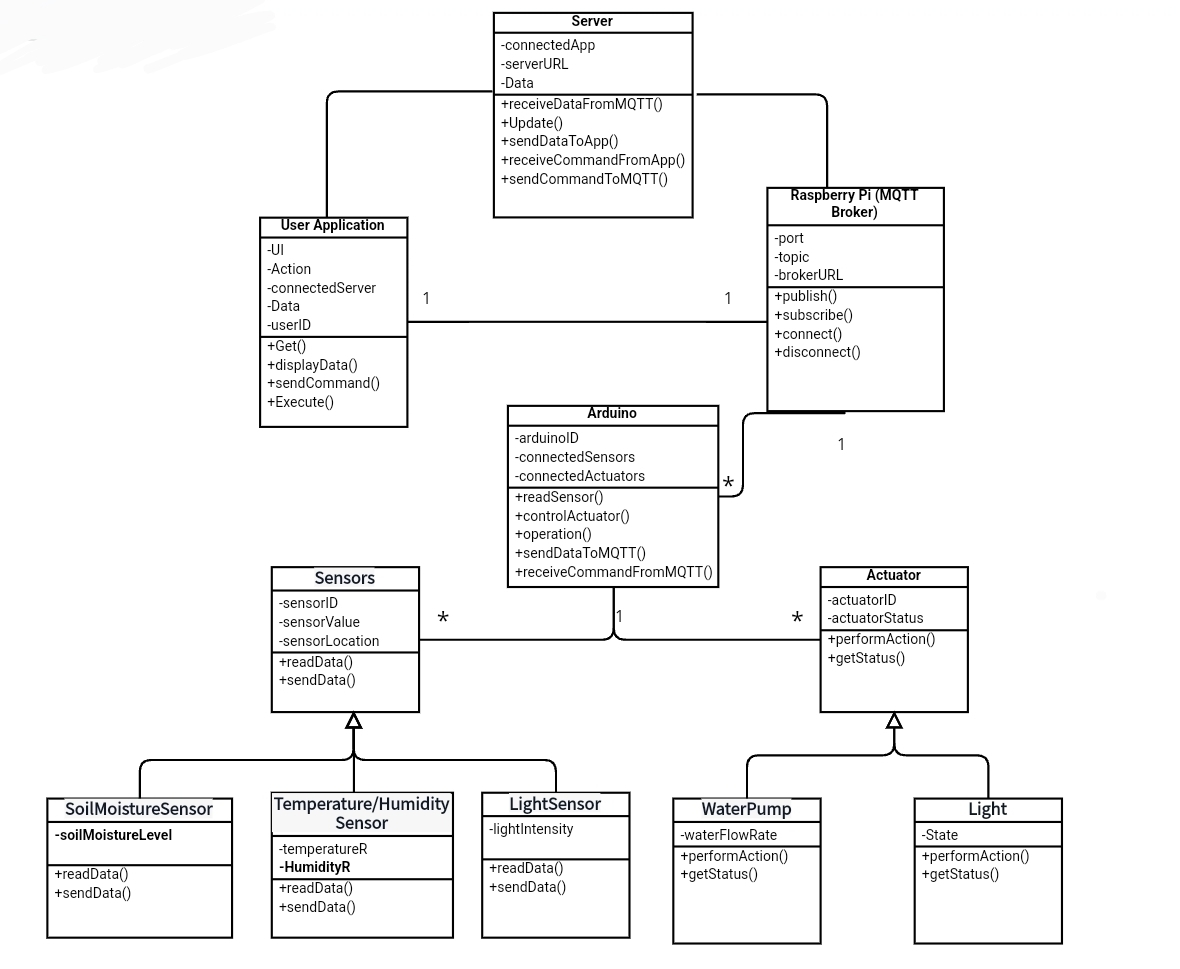 Server
-connectedApp
-serverURL
-Data
+receiveDataFromMQTT()
+Update()
+sendDataToApp()
+receiveCommandFromApp()
+sendCommandToMQTT()
User Application
-UI
-Action
-connectedServer
-Data
-userID
+Get()
+displayData()
+sendCommand()
+Execute()
1
1
Raspberry Pi (MQTT
Broker)
-port
-topic
-brokerURL
+publish()
+subscribe()
+connect()
+disconnect()
1
*
Arduino
-arduinoID
-connectedSensors
-connectedActuators
+readSensor()
+controlActuator()
+operation()
+sendDataToMQTT()
+receiveCommandFromMQTT()
Sensors
-sensorID
-sensorValue
-sensorLocation
+readData()
+sendData()
*
1
*
Actuator
-actuatorID
-actuatorStatus
+performAction()
+getStatus()
SoilMoistureSensor
-soilMoistureLevel
+readData()
+sendData()
Temperature/Humidity
Sensor
-temperatureR
-HumidityR
+readData()
+sendData()
LightSensor
-lightIntensity
+readData()
+sendData()
WaterPump
-waterFlowRate
+performAction()
+getStatus()
Light
-State
+performAction()
+getStatus()